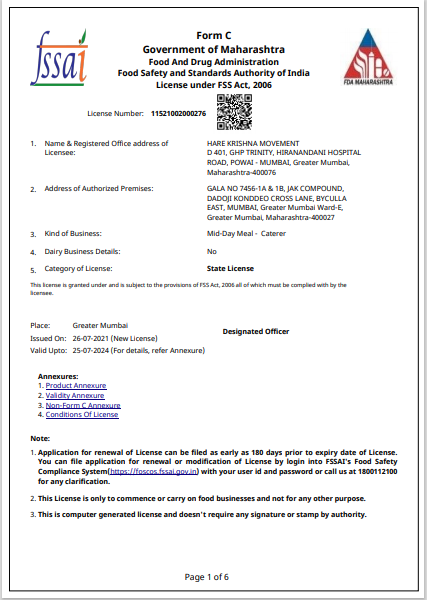 Form C
Government of Maharashtra
Food And Drug Administration
Food Safety and Standards Authority of India
License under FSS Act, 2006
fssai
FDA MAHARASHTRA
License Number: 11521002000276
1. Name & Registered Office address of Licensee:
HARE KRISHNA MOVEMENT
D 401, GHP TRINITY, HIRANANDANI HOSPITAL
ROAD, POWAI - MUMBAI, Greater Mumbai,
Maharashtra-400076
2. Address of Authorized Premises:
GALA NO 7456-1A & 1B, JAK COMPOUND,
DADOJI KONDDEO CROSS LANE, BYCULLA
EAST, MUMBAI, Greater Mumbai Ward-E,
Greater Mumbai, Maharashtra-400027
3. Kind of Business: Mid-Day Meal - Caterer
4. Dairy Business Details: No
5. Category of License: State License
This license is granted under and is subject to the provisions of FSS Act, 2006 all of which must be complied with by the
licensee.
Place: Greater Mumbai
Designated Officer
Issued On: 26-07-2021 (New License)
Valid Upto: 25-07-2024 (For details, refer Annexure)
Annexures:
1. Product Annexure
2. Validity Annexure
3. Non-Form C Annexure
4. Conditions Of License
Note:
1. Application for renewal of License can be filed as early as 180 days prior to expiry date of License.
You can file application for renewal or modification of License by login into FSSAI's Food Safety
Compliance System(https://foscos.fssai.gov.in) with your user id and password or call us at 1800112100
for any clarification.
2. This License is only to commence or carry on food businesses and not for any other purpose.
3. This is computer generated license and doesn't require any signature or stamp by authority.
Page 1 of 6